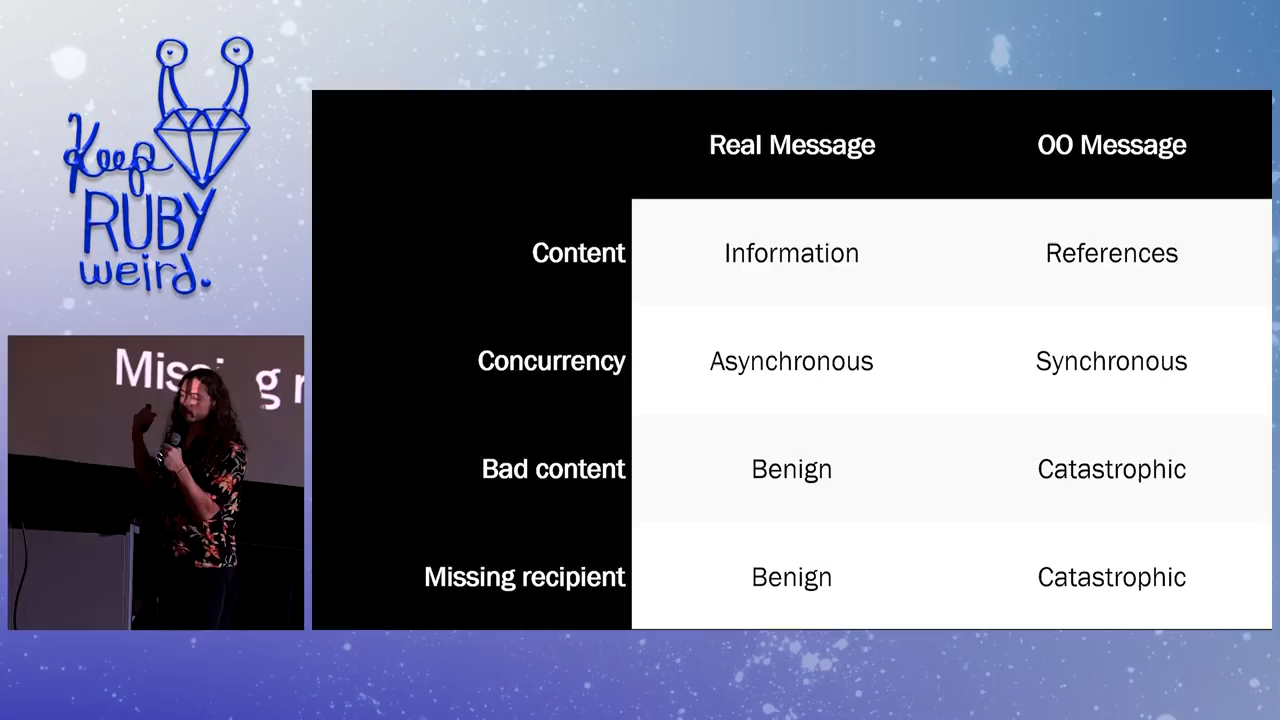 Keep
RUBY
weird.
Real Message OO Message
Content Information References
Concurrency Asynchronous Synchronous
Bad content Benign Catastrophic
Missing recipient Benign Catastrophic